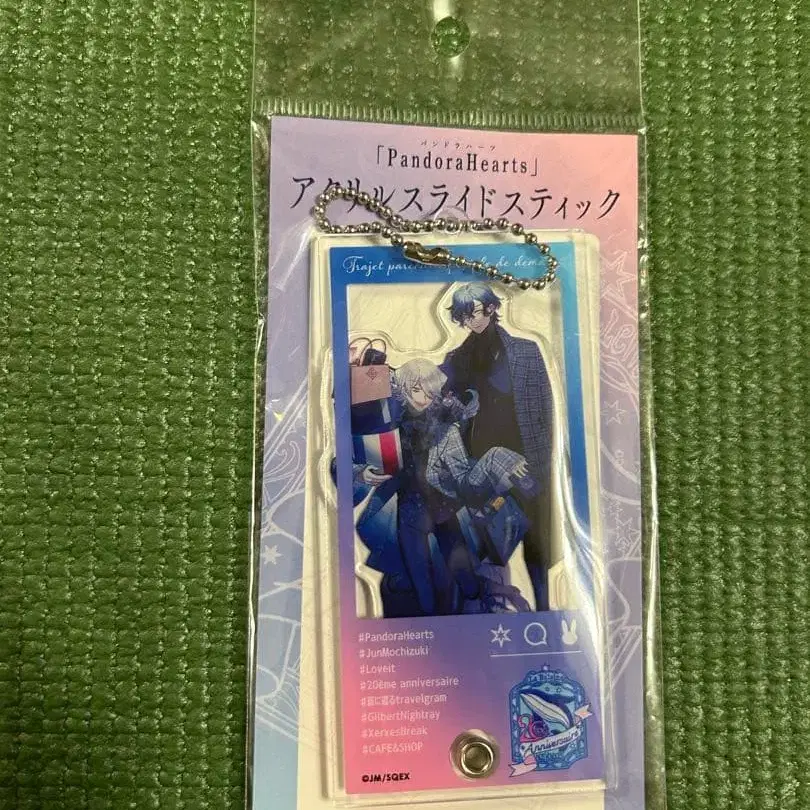 パンドラハーツ
「PandoraHearts」
アクリルスライドスティック
Trajet
de
#PandoraHearts
#JunMochizuki
#Loveit
#20ème anniversaire
travelgram
#GilbertNightray
#XerxesBreak
#CAFE&SHOP
Anniversaire
©JM/SQEX